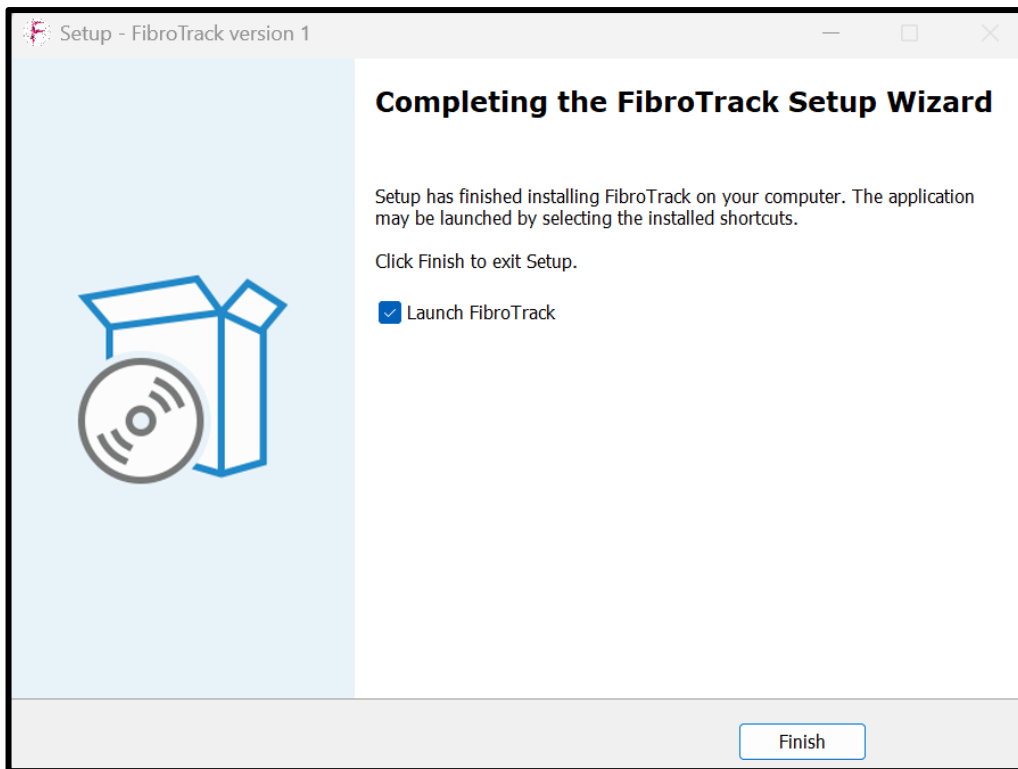 Setup - FibroTrack version 1
Completing the FibroTrack Setup Wizard
Setup has finished installing FibroTrack on your computer. The application
may be launched by selecting the installed shortcuts.
Click Finish to exit Setup.
Launch FibroTrack
Finish